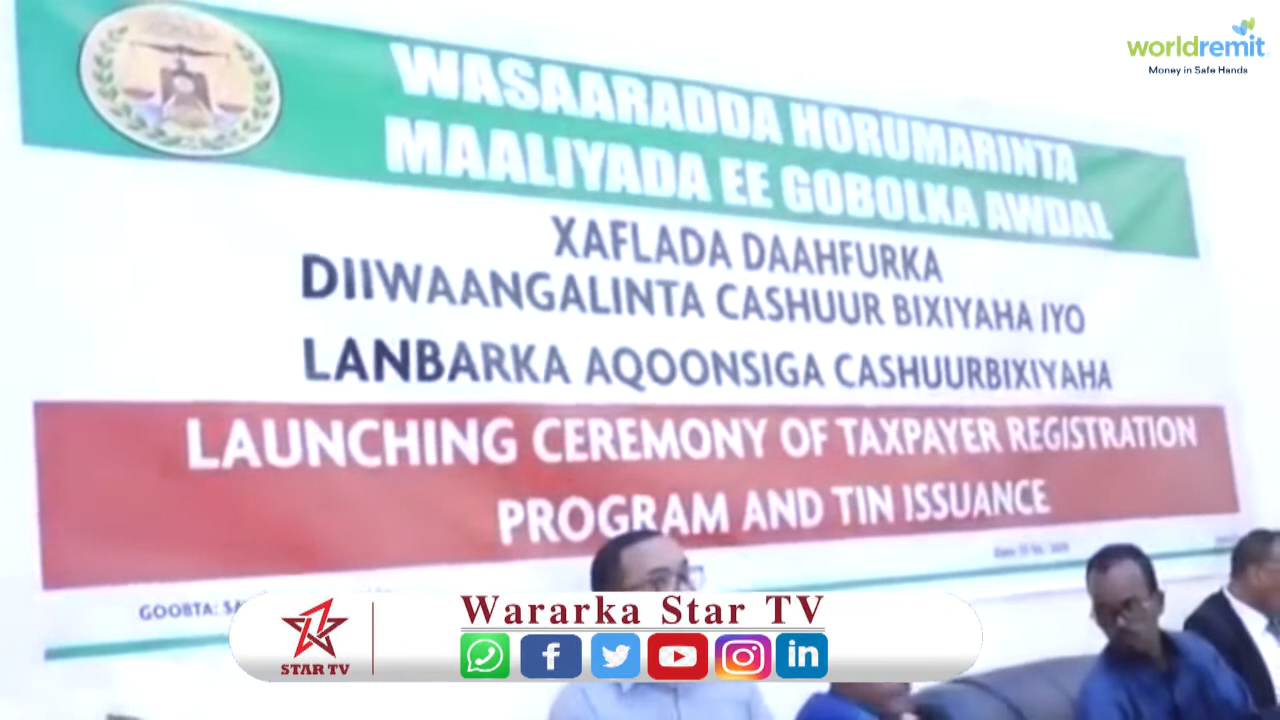 worldremit
Money in Safe Hands
WASAARADDA HORUMARINTA
MAALIYADA EE GOBOLKA AWDAL
XAFLADA DAAHFURKA
DIIWAANGALINTA CASHUUR BIXIYAHA IYO
LANBARKA AQOONSIGA CASHUURBIXIYAHA
LAUNCHING CEREMONY OF TAXPAYER REGISTRATION
PROGRAM AND TIN ISSUANCE
GOOBTA:
Wararka Star TV
STAR TV